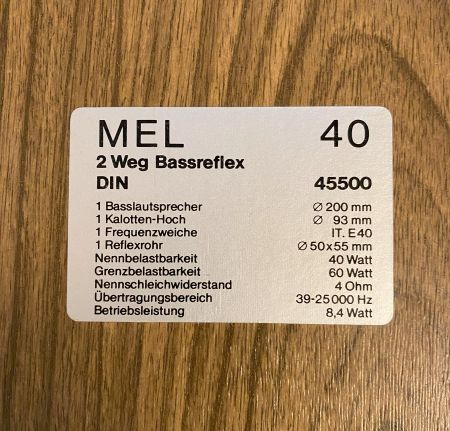 MEL 40
2 Weg Bassreflex
DIN 45500
1 Basslautsprecher ∅ 200 mm
1 Kalotten-Hoch ∅ 93 mm
1 Frequenzweiche IT. E40
1 Reflexrohr ∅ 50x55 mm
Nennbelastbarkeit 40 Watt
Grenzbelastbarkeit 60 Watt
Nennschleichwiderstand 4 Ohm
Übertragungsbereich 39-25000 Hz
Betriebsleistung 8,4 Watt